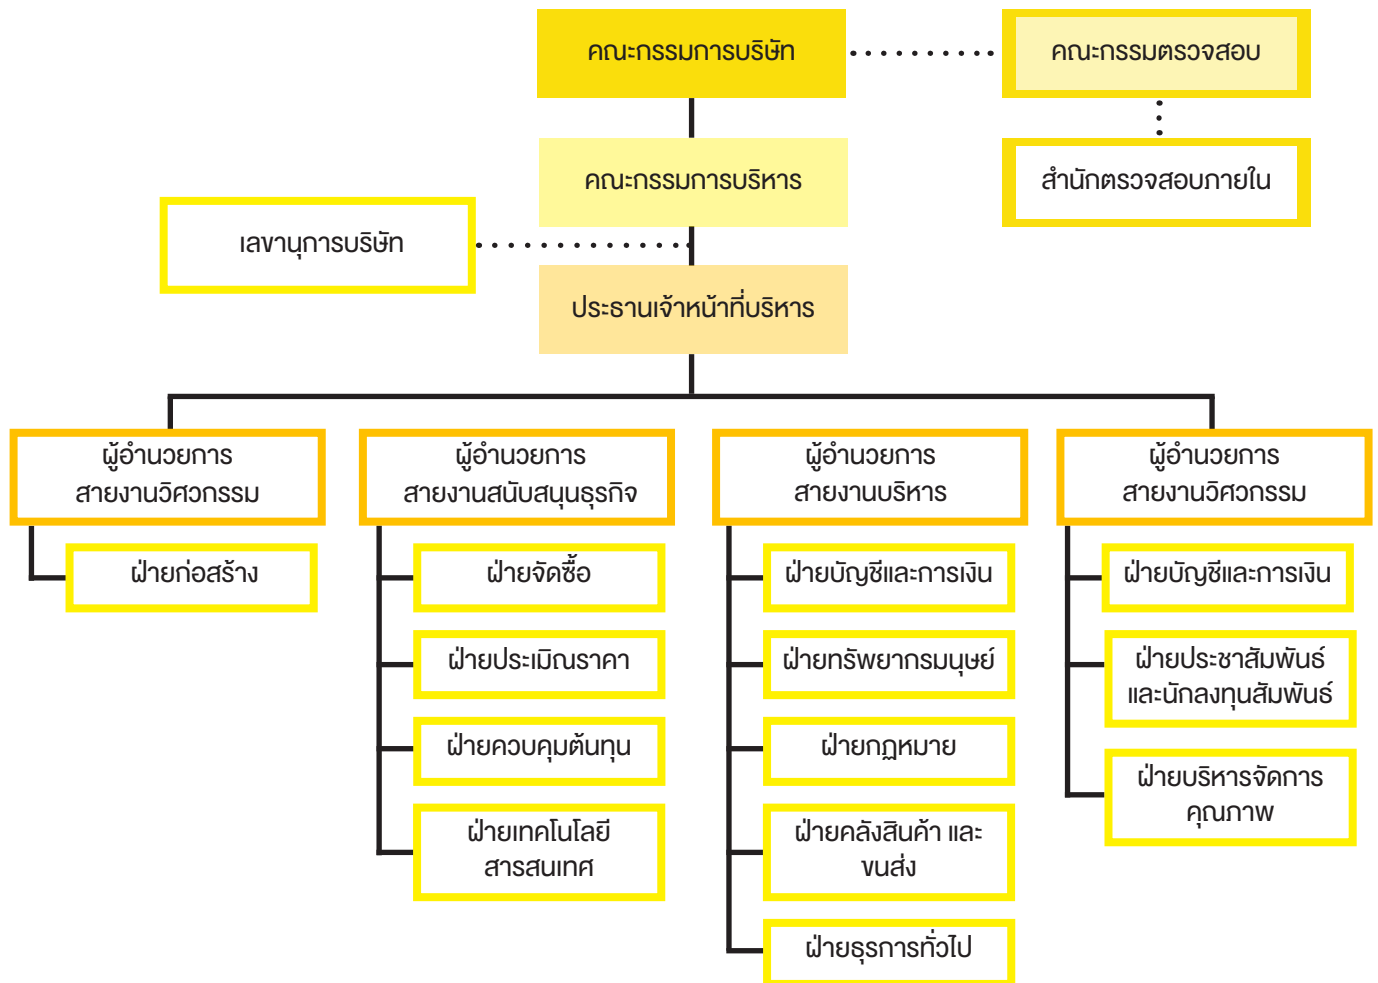 คณะกรรมการบริษัท
คณะกรรมตรวจสอบ
คณะกรรมการบริหาร
สำนักตรวจสอบภายใน
เลขานุการบริษัท
ประธานเจ้าหน้าที่บริหาร
ผู้อำนวยการ
สายงานวิศวกรรม
ฝ่ายก่อสร้าง
ผู้อำนวยการ
สายงานสนับสนุนธุรกิจ
ฝ่ายจัดซื้อ
ฝ่ายประเมิณราคา
ฝ่ายควบคุมต้นทุน
ฝ่ายเทคโนโลยี
สารสนเทศ
ผู้อำนวยการ
สายงานบริหาร
ฝ่ายบัญชีและการเงิน
ฝ่ายทรัพยากรมนุษย์
ฝ่ายกฎหมาย
ฝ่ายคลังสินค้า และ
ขนส่ง
ฝ่ายธุรการทั่วไป
ผู้อำนวยการ
สายงานวิศวกรรม
ฝ่ายบัญชีและการเงิน
ฝ่ายประชาสัมพันธ์
และนักลงทุนสัมพันธ์
ฝ่ายบริหารจัดการ
คุณภาพ